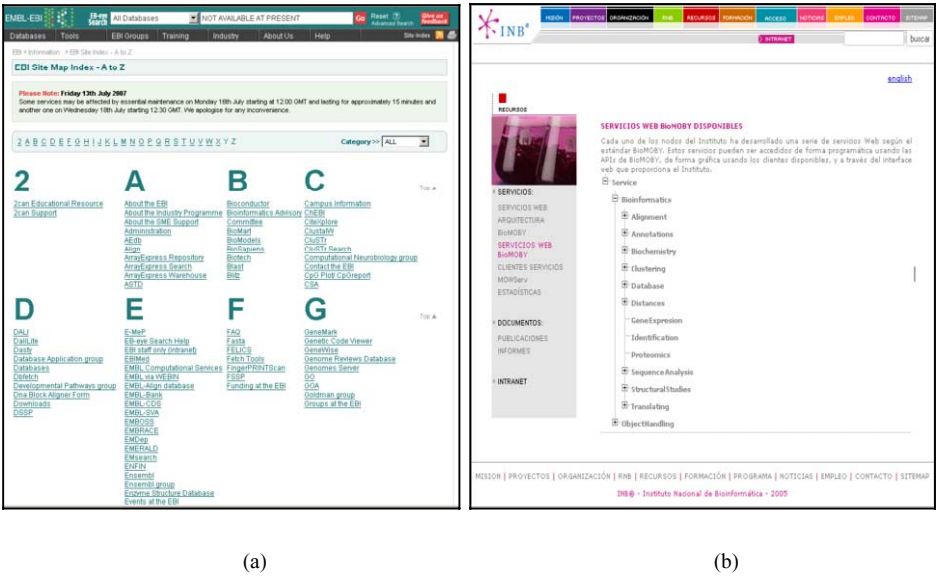 EMBL-EBI
EB-eye Search
All Databases
NOT AVAILABLE AT PRESENT
Go
Reset
Advanced Search
Give us feedback
Databases Tools EBI Groups Training Industry About Us Help Site Index
EBI > Information > EBI Site Index - A to Z
EBI Site Map Index - A to Z
Please Note: Friday 13th July 2007
Some services may be affected by essential maintenance on Monday 16th July starting at 12:00 GMT and lasting for approximately 15 minutes and
another one on Wednesday 18th July starting 12:30 GMT. We apologise for any inconvenience.
2 A B C D E F G H I J K L M N O P Q R S T U V W X Y Z
Category >> ALL
2
2can Educational Resource
2can Support
A
About the EBI
About the Industry Programme
About the SME Support
Administration
AEdb
Align
ArrayExpress Repository
ArrayExpress Search
ArrayExpress Warehouse
ASTD
B
Bioconductor
Bioinformatics Advisory
Committee
BioMart
BioModels
BioSapiens
Biotech
Blast
Blitz
C
Top
Campus Information
ChEBI
CiteXplore
ClustalW
CluSTr
CluSTr Search
Computational Neurobiology group
Contact the EBI
CpG Plot/ CpGreport
CSA
D
DALI
DaliLite
Dasty
Database Application group
Databases
Dbfetch
Developmental Pathways group
Dna Block Aligner Form
Downloads
DSSP
E
E-MeP
EB-eye Search Help
EBI staff only (intranet)
EBIMed
EMBL Computational Services
EMBL via WEBIN
EMBL-Align database
EMBL-Bank
EMBL-CDS
EMBL-SVA
EMBOSS
EMBRACE
EMDep
EMERALD
EMsearch
ENFIN
Ensembl
Ensembl group
Enzyme Structure Database
Events at the EBI
F
FAQ
Fasta
FELICS
Fetch Tools
FingerPRINTScan
FSSP
Funding at the EBI
G
Top
GeneMark
Genetic Code Viewer
GeneWise
Genome Reviews Database
Genomes Server
GO
GOA
Goldman group
Groups at the EBI
(a)
INB
MISIÓN PROYECTOS ORGANIZACIÓN RNB RECURSOS FORMACIÓN ACCESO NOTICIAS EMPLEO CONTACTO SITEMAP
INTRANET
buscar
english
RECURSOS
SERVICIOS:
SERVICIOS WEB
ARQUITECTURA
BioMOBY
SERVICIOS WEB
BioMOBY
CLIENTES SERVICIOS
MOWServ
ESTADÍSTICAS
DOCUMENTOS:
PUBLICACIONES
INFORMES
INTRANET
SERVICIOS WEB BioMOBY DISPONIBLES
Cada uno de los nodos del Instituto ha desarrollado una serie de servicios Web según el
estándar BioMOBY. Estos servicios pueden ser accedidos de forma programática usando las
APIs de BioMOBY, de forma gráfica usando los clientes disponibles, y a través del interface
web que proporciona el Instituto.
Service
Bioinformatics
Alignment
Annotations
Biochemistry
Clustering
Database
Distances
GeneExpresion
Identification
Proteomics
Sequence Analysis
StructuralStudies
Translating
ObjectHandling
MISION | PROYECTOS | ORGANIZACIÓN | RNB | RECURSOS | FORMACIÓN | PROGRAMA | NOTICIAS | EMPLEO | CONTACTO | SITEMAP
INB® - Instituto Nacional de Bioinformática - 2005
(b)